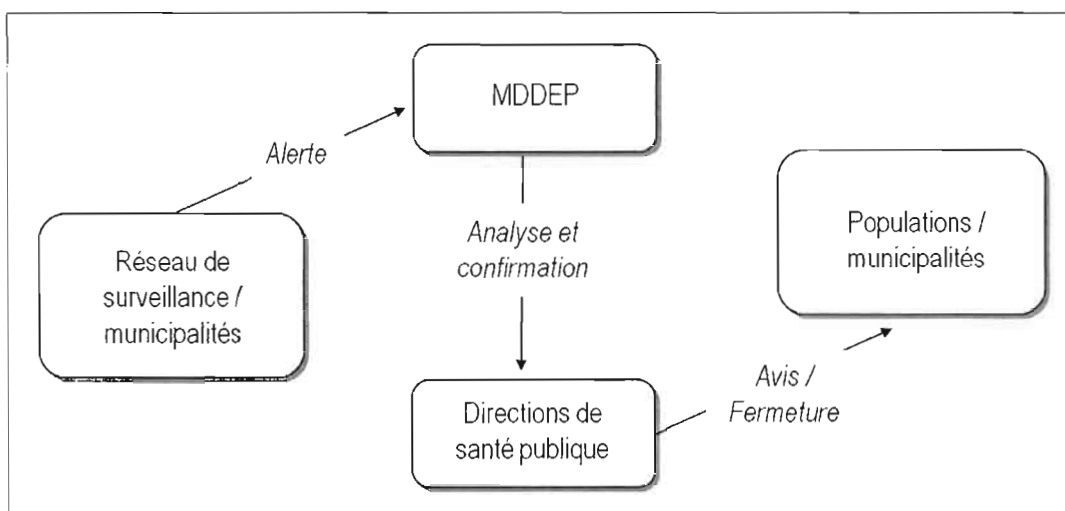 MDDEP
Alerte
Réseau de
surveillance /
municipalités
Analyse et
confirmation
Populations /
municipalités
Directions de
santé publique
Avis /
Fermeture